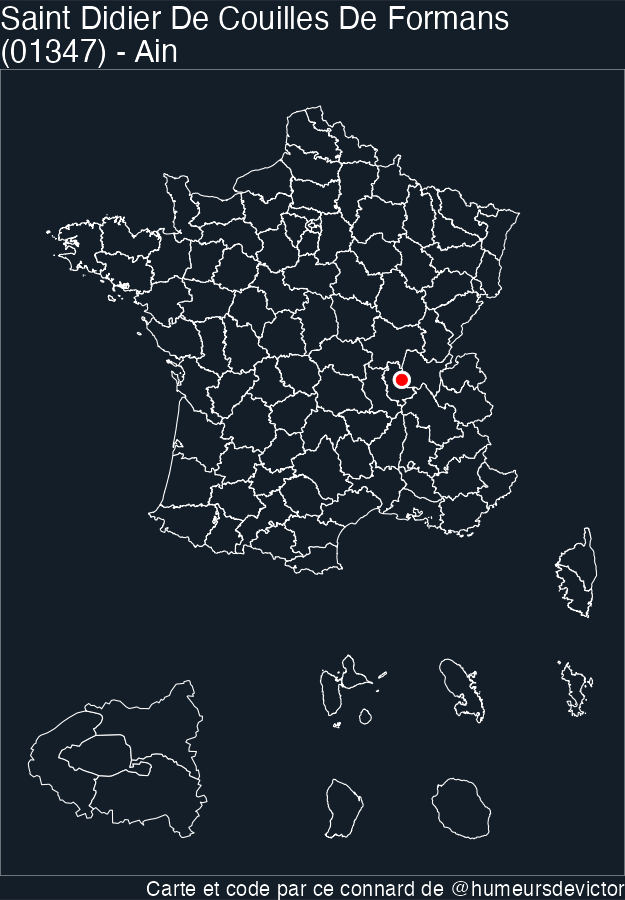 Saint Didier De Couilles De Formans
(01347) - Ain
Carte et code par ce connard de @humeursdevictor